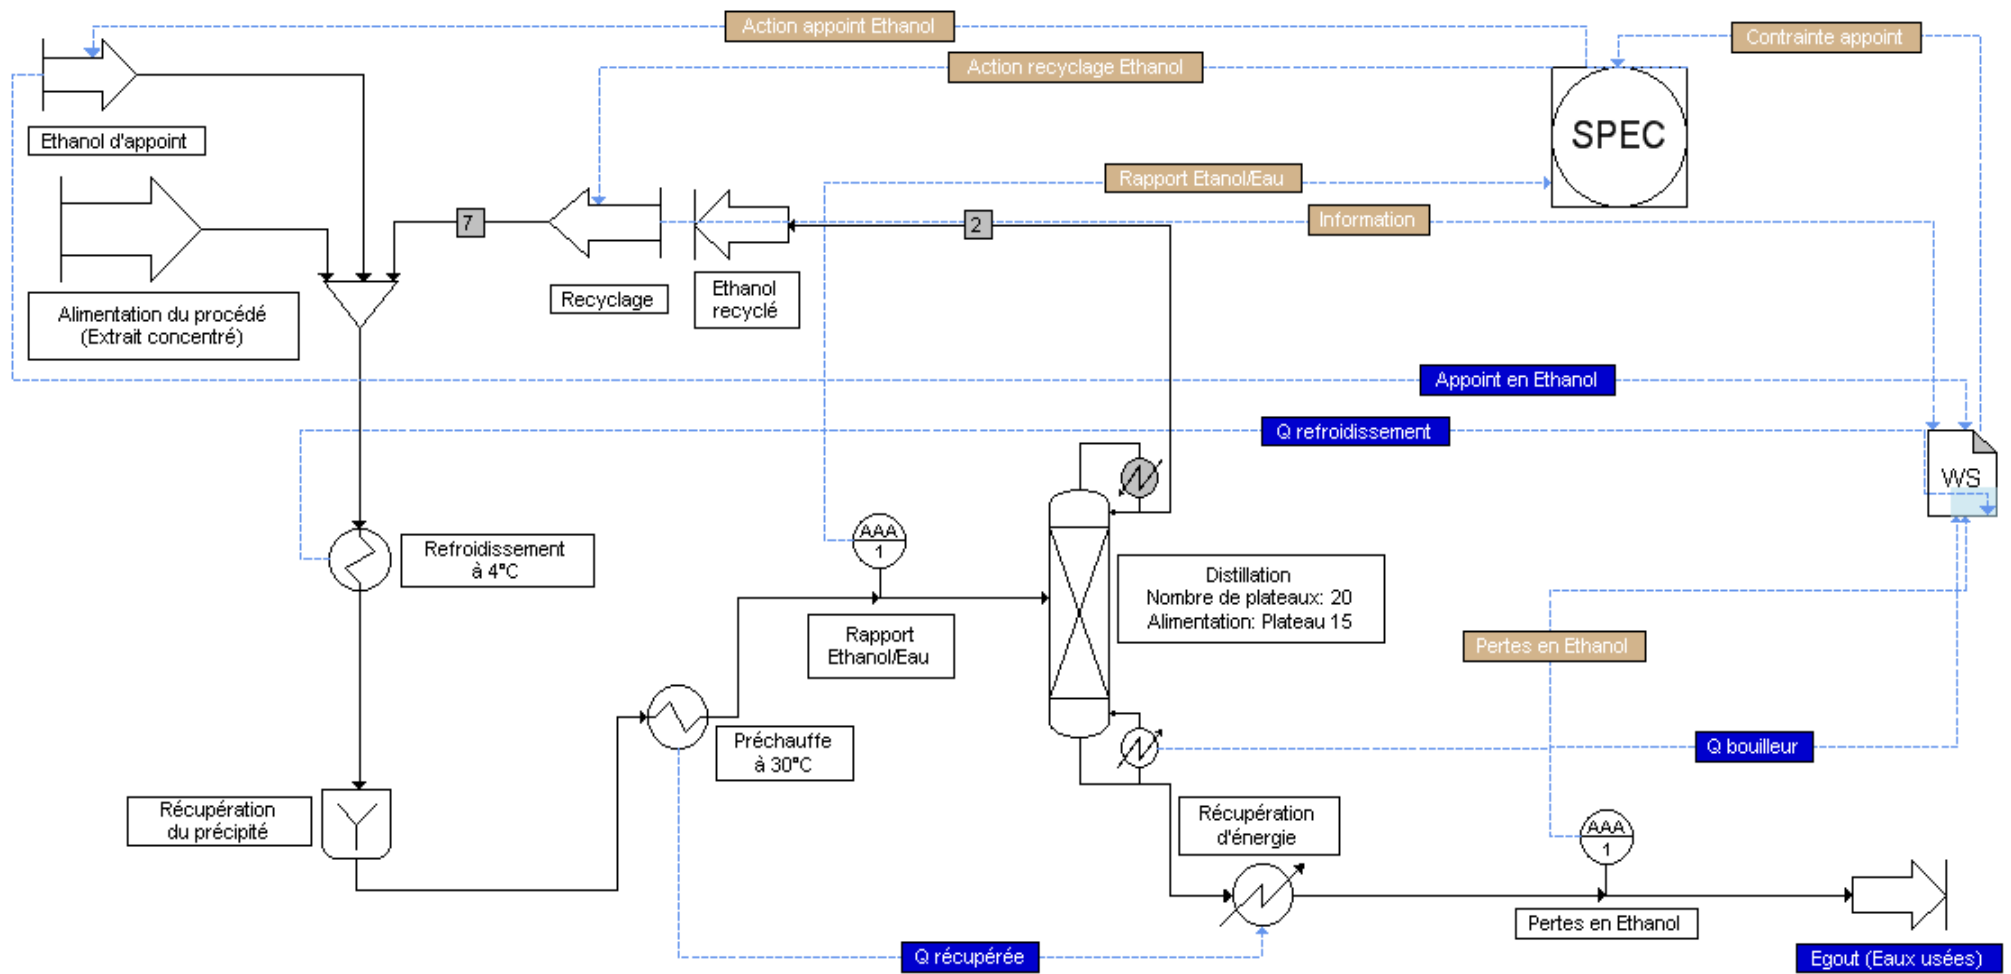 Action appoint Ethanol
Contrainte appoint
Action recyclage Ethanol
SPEC
Ethanol d'appoint
Rapport Etanol/Eau
7
2
Information
Alimentation du procédé
(Extrait concentré)
Recyclage
Ethanol
recyclé
Appoint en Ethanol
Q refroidissement
WS
AAA
1
Refroidissement
à 4°C
Distillation
Nombre de plateaux: 20
Alimentation: Plateau 15
Rapport
Ethanol/Eau
Pertes en Ethanol
Préchauffe
à 30°C
Q bouilleur
Récupération
du précipité
Récupération
d'énergie
AAA
1
Pertes en Ethanol
Q récupérée
Egout (Eaux usées)